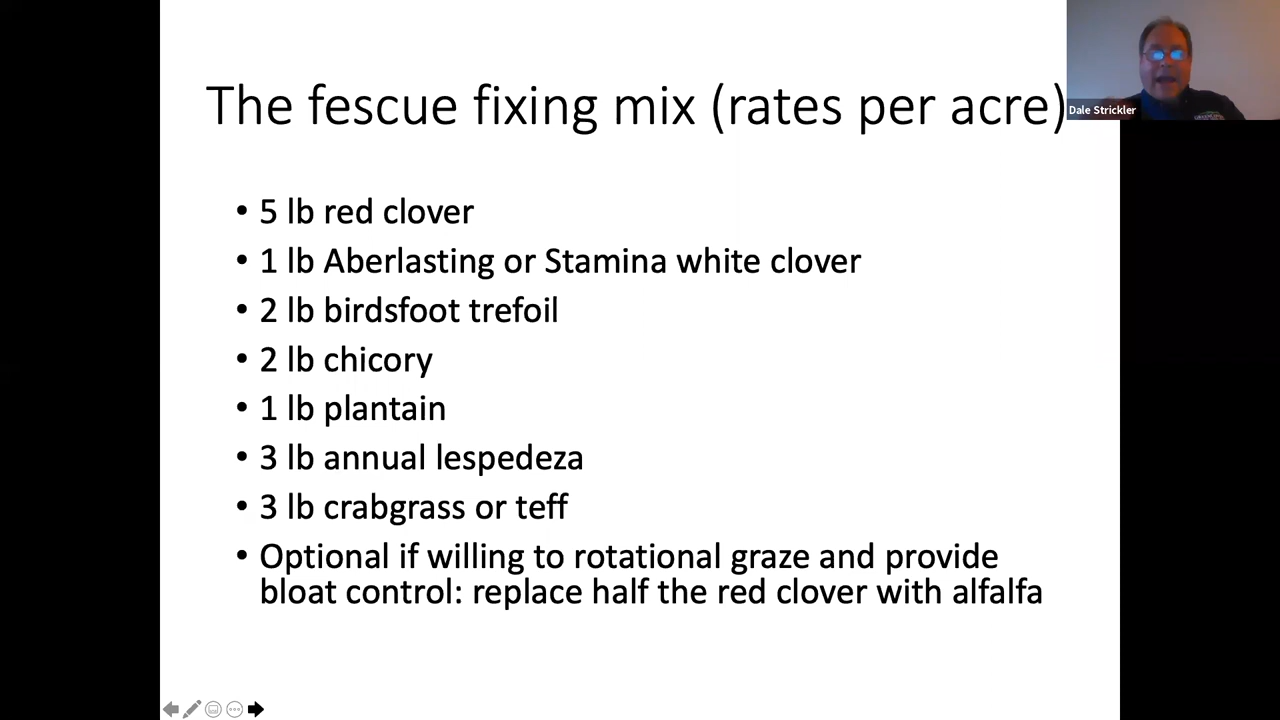 The fescue fixing mix (rates per acre)
Dale Strickler
• 5 lb red clover
• 1 lb Aberlasting or Stamina white clover
• 2 lb birdsfoot trefoil
• 2 lb chicory
• 1 lb plantain
• 3 lb annual lespedeza
• 3 lb crabgrass or teff
• Optional if willing to rotational graze and provide
bloat control: replace half the red clover with alfalfa